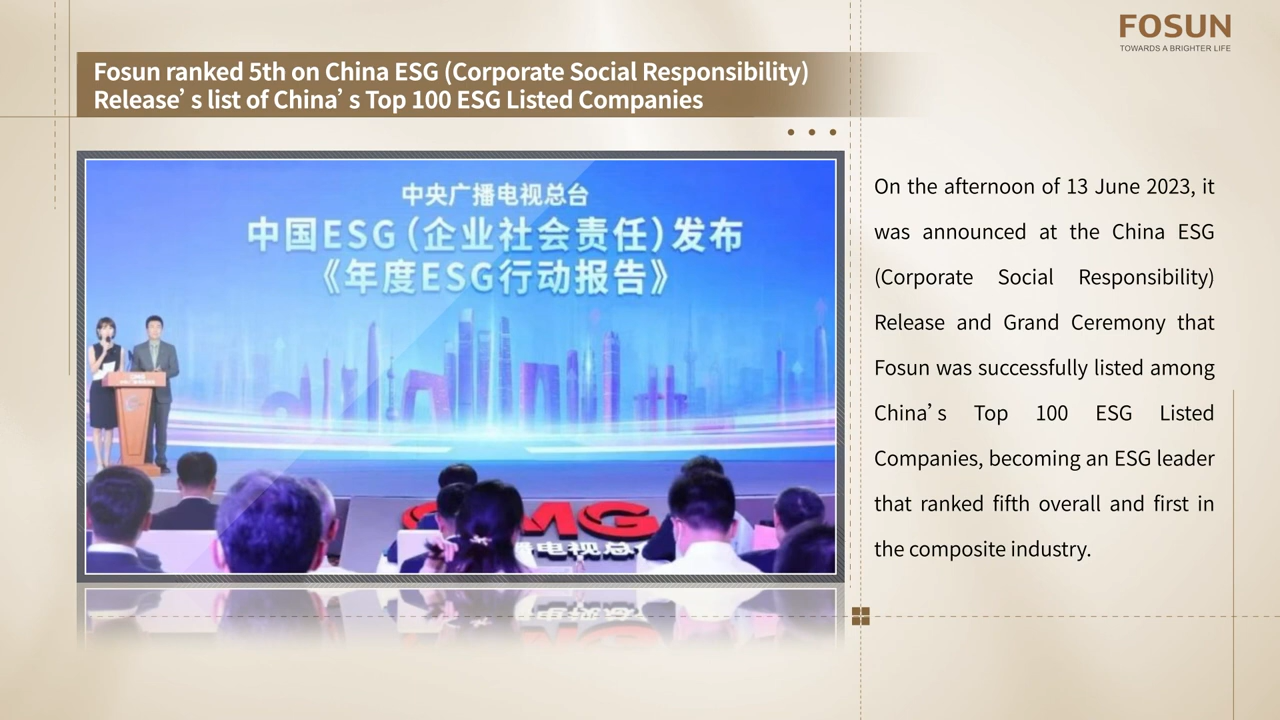 FOSUN
TOWARDS A BRIGHTER LIFE
Fosun ranked 5th on China ESG (Corporate Social Responsibility)
Release’s list of China’s Top 100 ESG Listed Companies
中央广播电视总台
中国ESG(企业社会责任)发布
《年度ESG行动报告》
MG
电视总
On the afternoon of 13 June 2023, it
was announced at the China ESG
(Corporate Social Responsibility)
Release and Grand Ceremony that
Fosun was successfully listed among
China’s Top 100 ESG Listed
Companies, becoming an ESG leader
that ranked fifth overall and first in
the composite industry.